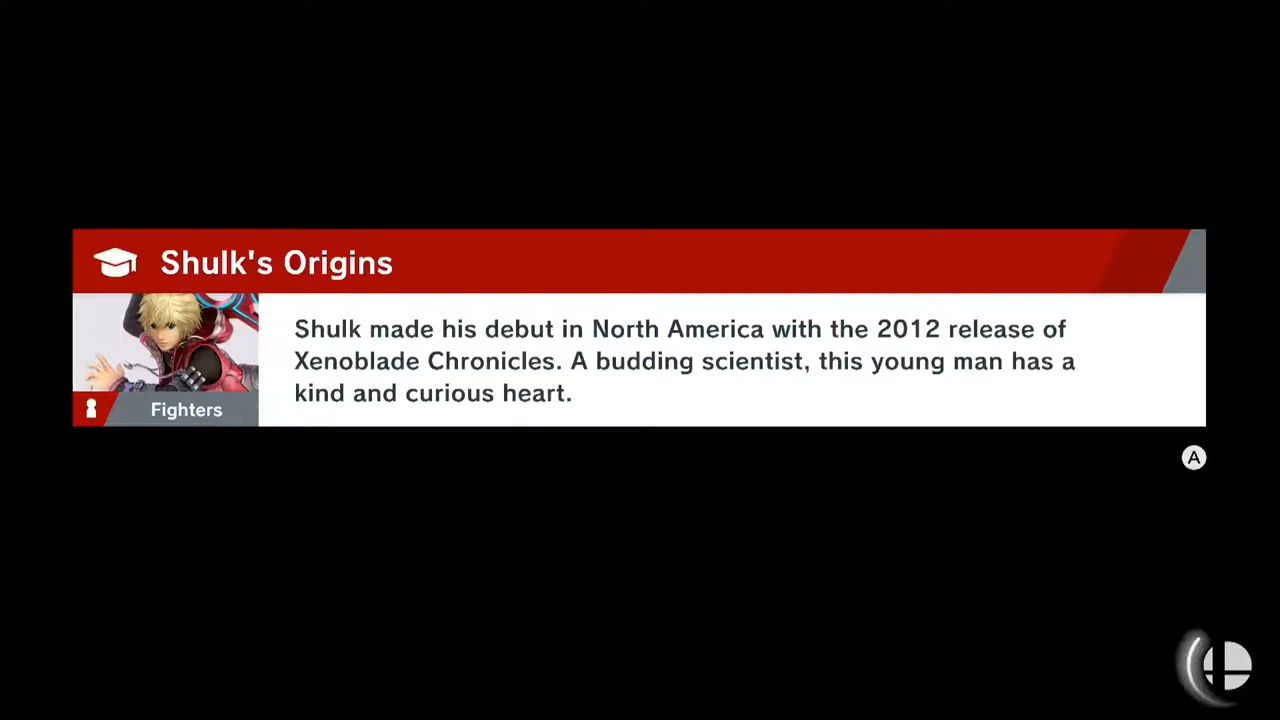 Shulk's Origins
Shulk made his debut in North America with the 2012 release of
Xenoblade Chronicles. A budding scientist, this young man has a
kind and curious heart.
Fighters
A